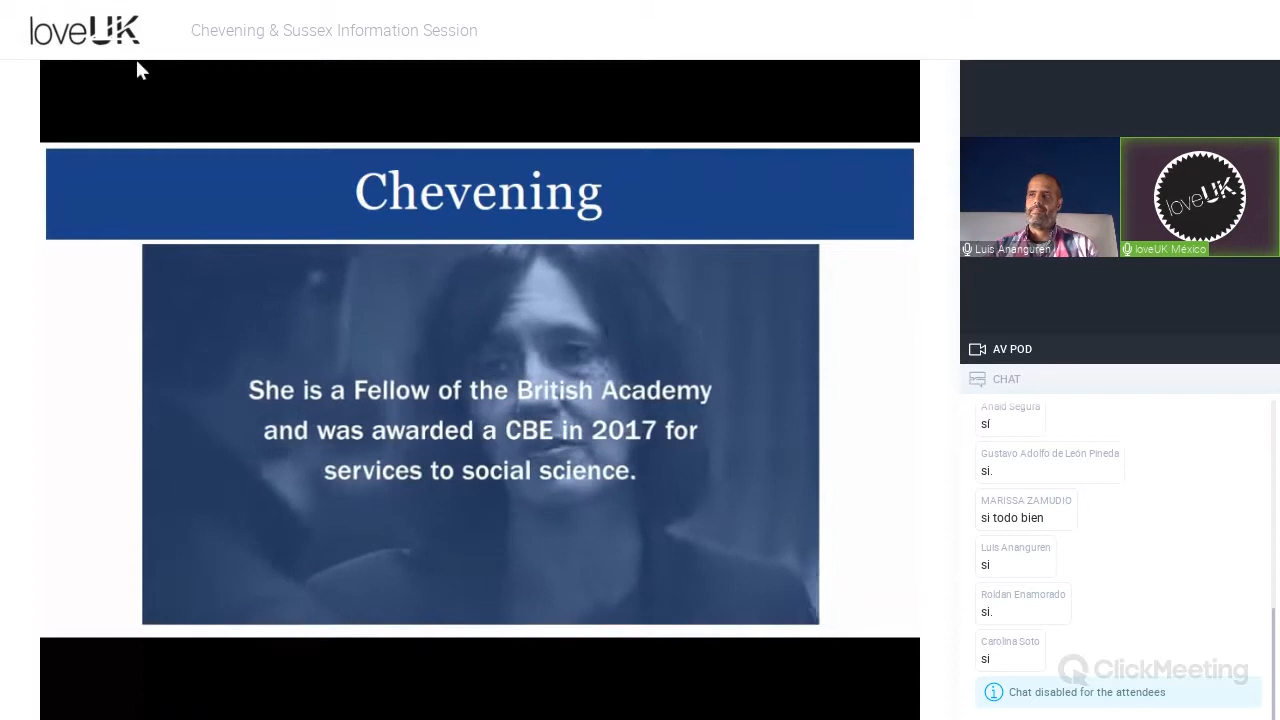 loveUK
Chevening & Sussex Information Session
Chevening
She is a Fellow of the British Academy
and was awarded a CBE in 2017 for
services to social science.
Luis Ananguren
loveUK
loveUK México
AV POD
CHAT
Anaid Segura
sí
Gustavo Adolfo de León Pineda
si.
MARISSA ZAMUDIO
si todo bien
Luis Ananguren
si
Roldan Enamorado
si.
Carolina Soto
si
ClickMeeting
Chat disabled for the attendees